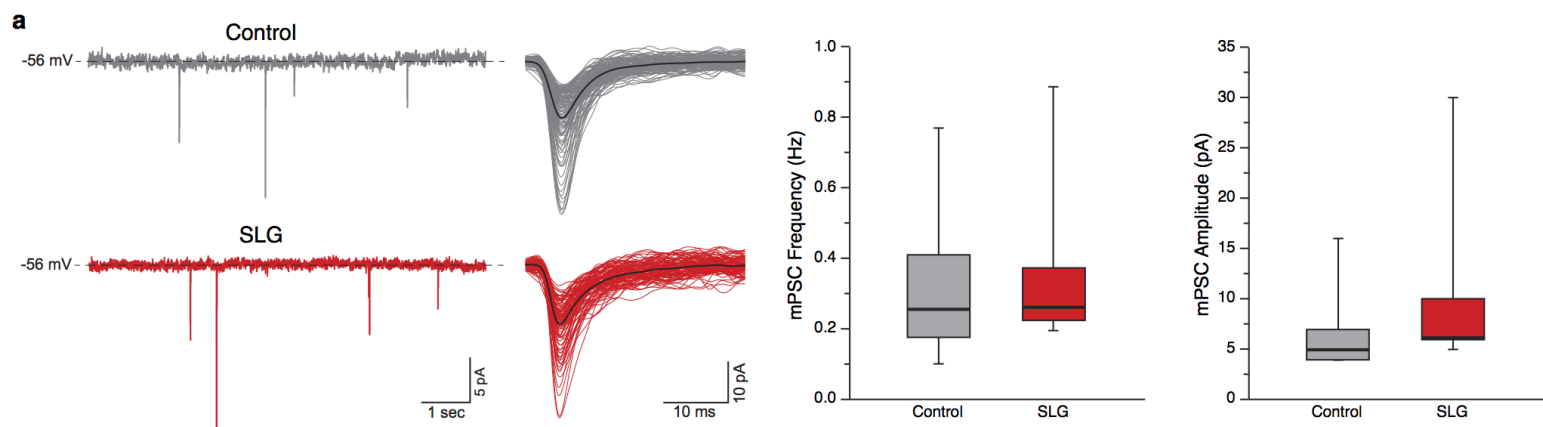 a
Control
-56 mV
SLG
-56 mV
5 pA
1 sec
10 pA
10 ms
mPSC Frequency (Hz)
1.0
0.8
0.6
0.4
0.2
0.0
Control SLG
mPSC Amplitude (pA)
35
30
25
20
15
10
5
0
Control SLG